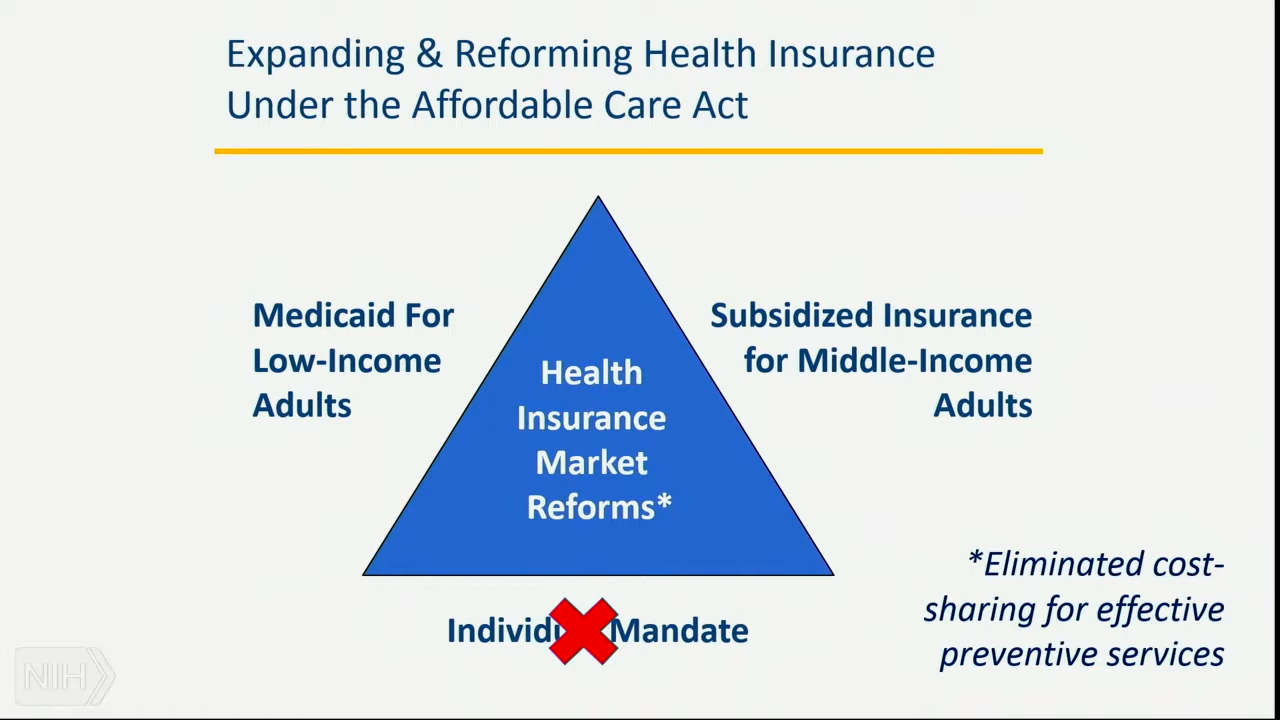 Expanding & Reforming Health Insurance
Under the Affordable Care Act
Medicaid For
Low-Income
Adults
Health
Insurance
Market
Reforms*
Subsidized Insurance
for Middle-Income
Adults
Mandate
*Eliminated cost-
sharing for effective
preventive services
NIH